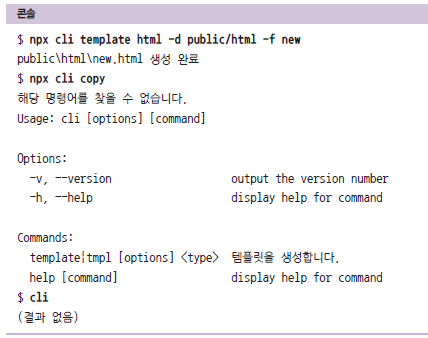 콘솔
$ npx cli template html -d public/html -f new
public\html\new.html 생성 완료
$ npx cli copy
해당 명령어를 찾을 수 없습니다.
Usage: cli [options] [command]
Options:
-v, --version output the version number
-h, --help display help for command
Commands:
template|tmpl [options] <type> 템플릿을 생성합니다.
help [command] display help for command
$ cli
(결과 없음)